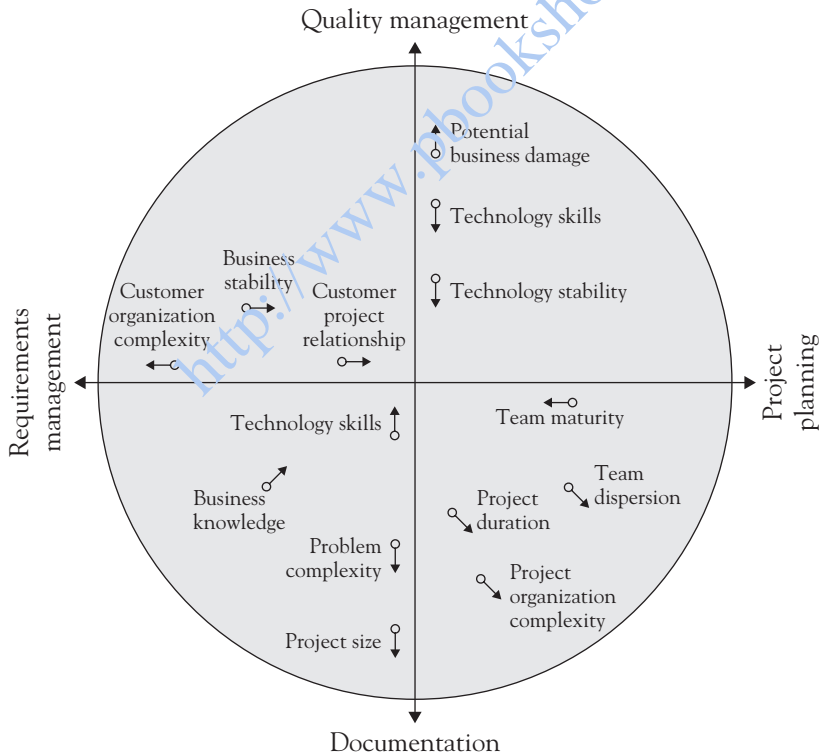 Quality management
http://www.pbooksho
Potential
business damage
Technology skills
Technology stability
Business
stability
Customer
organization
complexity
Customer
project
relationship
Requirements
management
Project
planning
Technology skills
Team maturity
Business
knowledge
Team
dispersion
Project
duration
Problem
complexity
Project
organization
complexity
Project size
Documentation